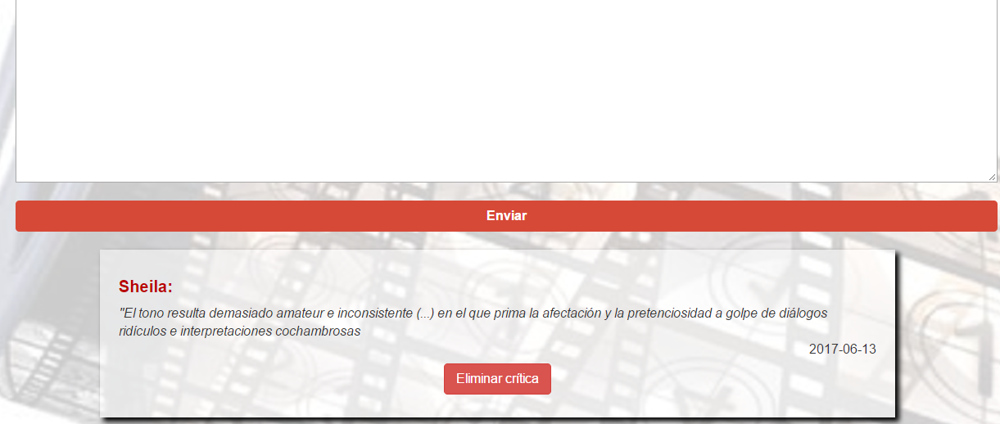 Enviar
Sheila:
"El tono resulta demasiado amateur e inconsistente (...) en el que prima la afectación y la pretenciosidad a golpe de diálogos
ridículos e interpretaciones cochambrosas
2017-06-13
Eliminar crítica